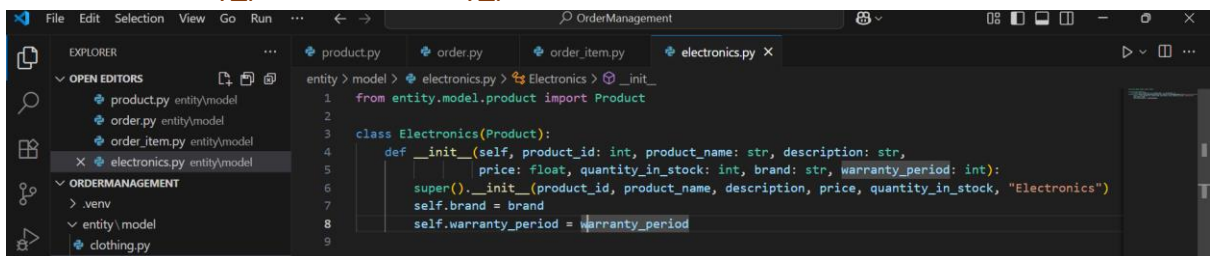 File Edit Selection View Go Run ··· OrderManagement
EXPLORER ···
OPEN EDITORS
product.py entity\model
order.py entity\model
order_item.py entity\model
electronics.py entity\model
ORDERMANAGEMENT
.venv
entity\model
clothing.py
product.py order.py order_item.py electronics.py
entity > model > electronics.py > Electronics > __init__
1 from entity.model.product import Product
2
3 class Electronics(Product):
4 def __init__(self, product_id: int, product_name: str, description: str,
5 price: float, quantity_in_stock: int, brand: str, warranty_period: int):
6 super().__init__(product_id, product_name, description, price, quantity_in_stock, "Electronics")
7 self.brand = brand
8 self.warranty_period = warranty_period
9